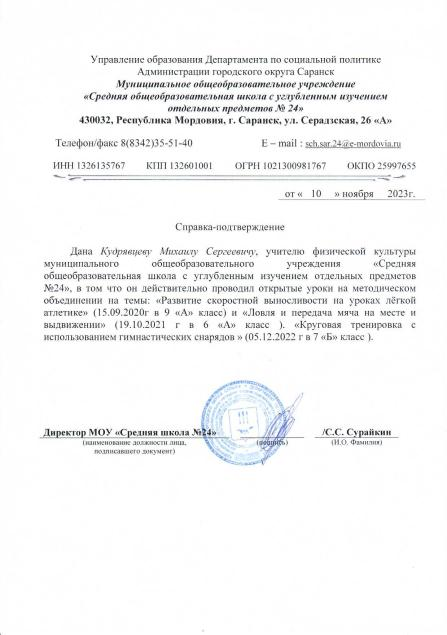 Управление образования Департамента по социальной политике
Администрации городского округа Саранск
Муниципальное общеобразовательное учреждение
«Средняя общеобразовательная школа с углубленным изучением
отдельных предметов № 24»
430032, Республика Мордовия, г. Саранск, ул. Серадзская, 26 «А»
Телефон/факс 8(8342)35-51-40 E – mail : sch.sar.24@e-mordovia.ru
ИНН 1326135767 КПП 132601001 ОГРН 1021300981767 ОКПО 25997655
от « 10 » ноября 2023г.
Справка-подтверждение
Дана Кудрявцеву Михаилу Сергеевичу, учителю физической культуры
муниципального общеобразовательного учреждения «Средняя
общеобразовательная школа с углубленным изучением отдельных предметов
№24», в том что он действительно проводил открытые уроки на методическом
объединении на темы: «Развитие скоростной выносливости на уроках лёгкой
атлетике» (15.09.2020г в 9 «А» класс) и «Ловля и передача мяча на месте и
выдвижении» (19.10.2021 г в 6 «А» класс ). «Круговая тренировка с
использованием гимнастических снарядов » (05.12.2022 г в 7 «Б» класс ).
Директор МОУ «Средняя школа №24» /С.С. Сурайкин
(наименование должности лица, (подпись) (И.О. Фамилия)
подписавшего документ)